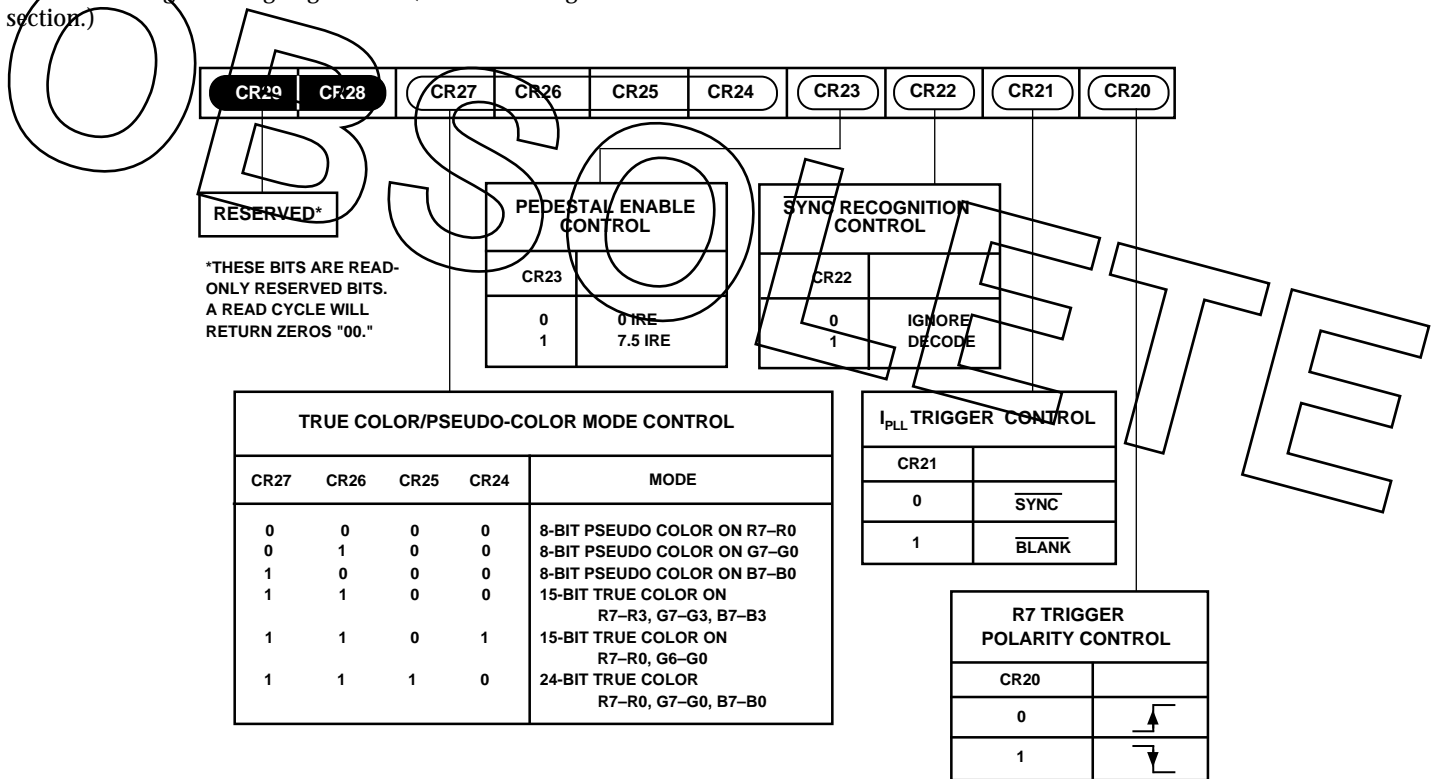 section.)
CR29 CR28 CR27 CR26 CR25 CR24 CR23 CR22 CR21 CR20
RESERVED*
*THESE BITS ARE READ-
ONLY RESERVED BITS.
A READ CYCLE WILL
RETURN ZEROS "00."
PEDESTAL ENABLE
CONTROL
CR23
0 0 IRE
1 7.5 IRE
SYNC RECOGNITION
CONTROL
CR22
0 IGNORE
1 DECODE
TRUE COLOR/PSEUDO-COLOR MODE CONTROL
CR27 CR26 CR25 CR24 MODE
0 0 0 0 8-BIT PSEUDO COLOR ON R7–R0
0 1 0 0 8-BIT PSEUDO COLOR ON G7–G0
1 0 0 0 8-BIT PSEUDO COLOR ON B7–B0
1 1 0 0 15-BIT TRUE COLOR ON
R7–R3, G7–G3, B7–B3
1 1 0 1 15-BIT TRUE COLOR ON
R7–R0, G6–G0
1 1 1 0 24-BIT TRUE COLOR
R7–R0, G7–G0, B7–B0
IPLL TRIGGER CONTROL
CR21
0 SYNC
1 BLANK
R7 TRIGGER
POLARITY CONTROL
CR20
0
1
OBSOLETE